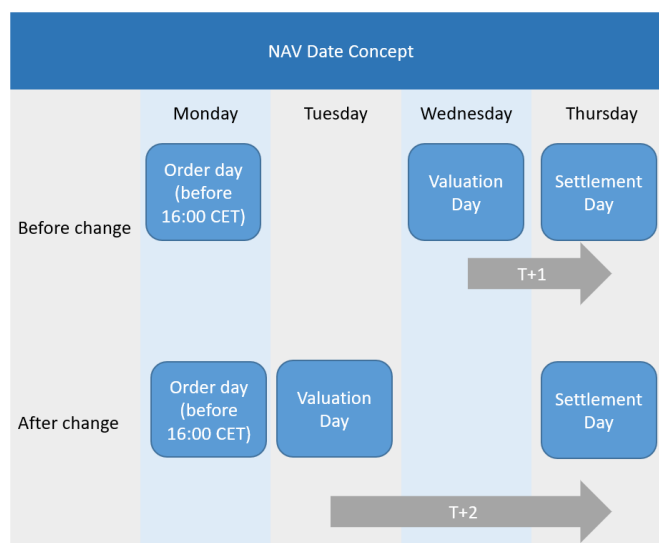 NAV Date Concept
Monday Tuesday Wednesday Thursday
Before change
Order day
(before
16:00 CET)
Valuation
Day
Settlement
Day
T+1
After change
Order day
(before
16:00 CET)
Valuation
Day
Settlement
Day
T+2